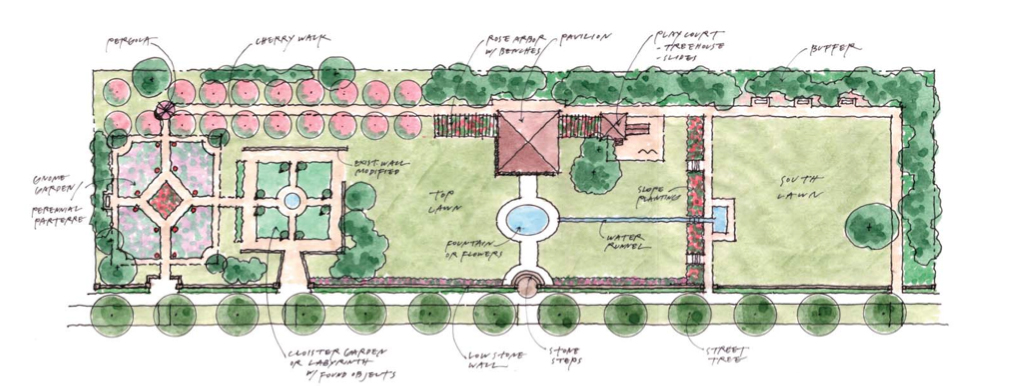 PERGOLA
CHERRY WALK
ROSE ARBOR
W/ BENCHES
PAVILION
PLAY COURT
- TREEHOUSE
- SLIDES
BUFFER
GNOME
GARDEN
PERENNIAL
PARTERRE
EXIST. WALL
MODIFIED
TOP
LAWN
FOUNTAIN
OR FLOWERS
SLOPE
PLANTINGS
WATER
RUNNEL
SOUTH
LAWN
CLOISTER GARDEN
OR LABYRINTH
W/ FOUND OBJECTS
LOW STONE
WALL
STONE
STEPS
STREET
TREE